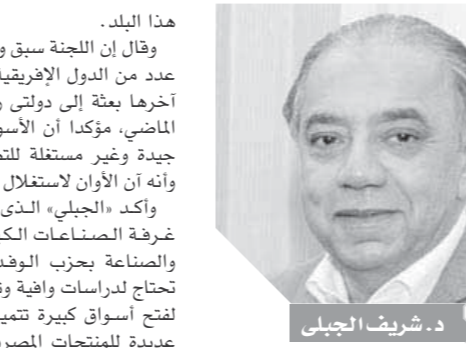 هذا البلد.
وقال إن اللجنة سبق و
عدد من الدول الإفريقية
آخرها بعثة إلى دولتى
الماضي، مؤكدا أن الأسو
جيدة وغير مستغلة للت
وأنه آن الأوان لاستغلال
وأكد «الجبلي» الذى
غرفة الصناعات الك
والصناعة بحزب الوفد
تحتاج لدراسات وافية و
لفتح أسواق كبيرة تتميـ
عديدة للمنتجات المصر
د. شريف الجبلى